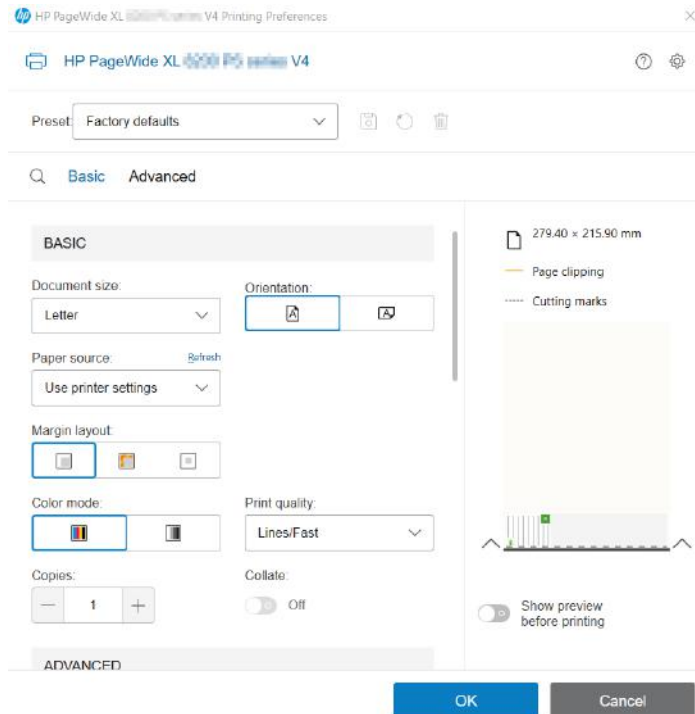 hp HP PageWide XL V4 Printing Preferences
HP PageWide XL V4
Preset: Factory defaults
Basic Advanced
BASIC
279.40 × 215.90 mm
Page clipping
Cutting marks
Document size:
Orientation:
Letter
A A
Paper source: Refresh
Use printer settings
Margin layout:
Color mode:
Print quality:
Lines/Fast
Copies:
Collate:
1
Off
Show preview
before printing
ADVANCED
OK Cancel